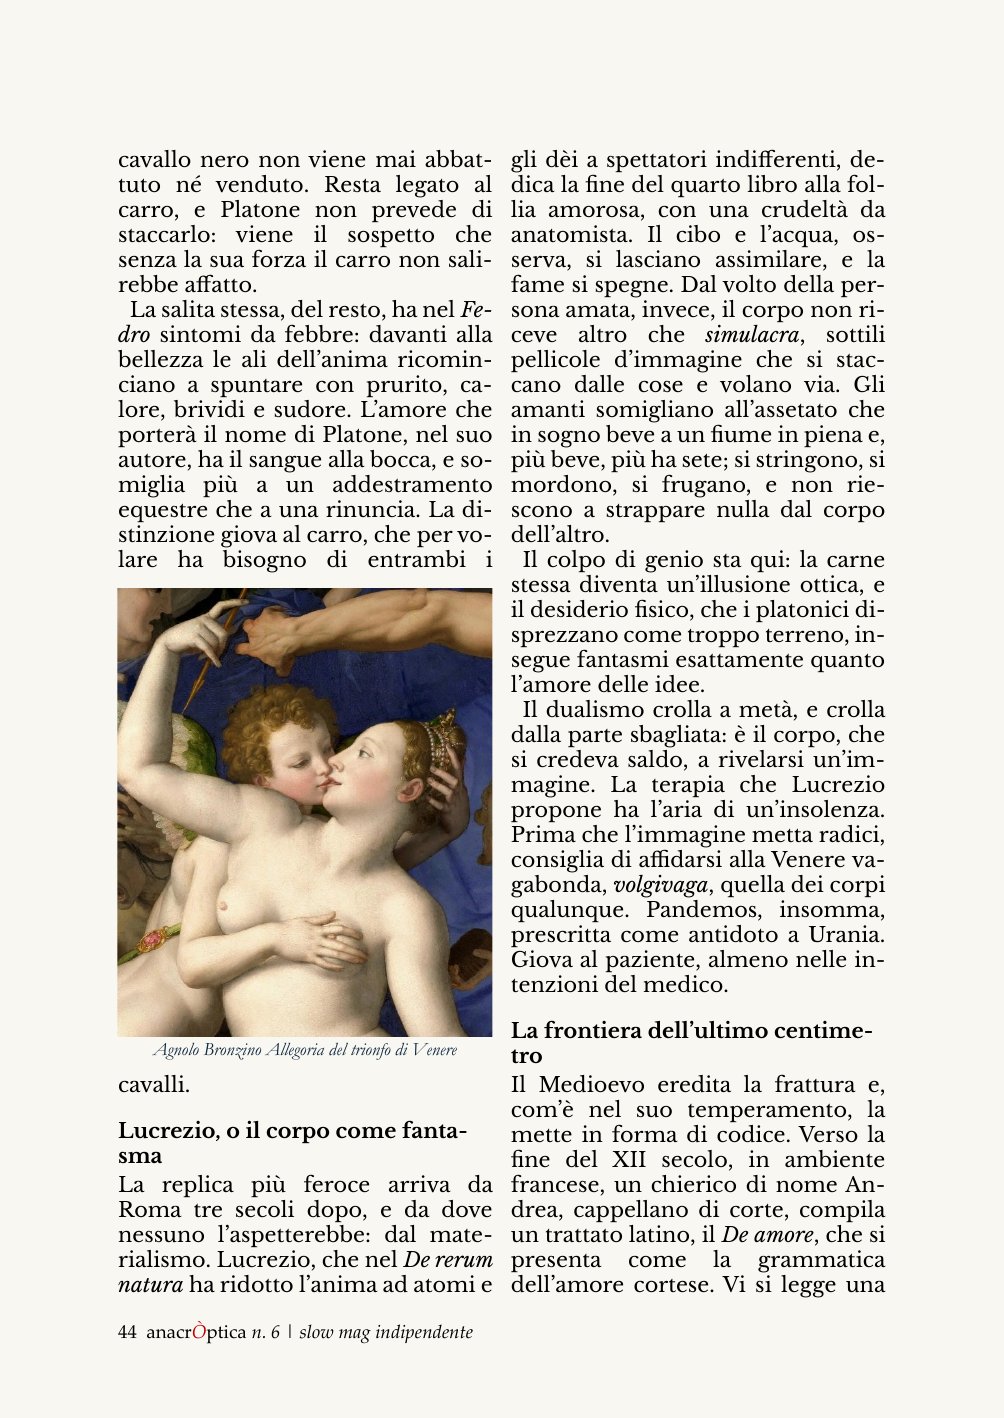 cavallo nero non viene mai abbat-
tuto né venduto. Resta legato al
carro, e Platone non prevede di
staccarlo: viene il sospetto che
senza la sua forza il carro non sali-
rebbe affatto.
La salita stessa, del resto, ha nel Fe-
dro sintomi da febbre: davanti alla
bellezza le ali dell’anima ricomin-
ciano a spuntare con prurito, ca-
lore, brividi e sudore. L’amore che
porterà il nome di Platone, nel suo
autore, ha il sangue alla bocca, e so-
miglia più a un addestramento
equestre che a una rinuncia. La di-
stinzione giova al carro, che per vo-
lare ha bisogno di entrambi i
Agnolo Bronzino Allegoria del trionfo di Venere
cavalli.
Lucrezio, o il corpo come fanta-
sma
La replica più feroce arriva da
Roma tre secoli dopo, e da dove
nessuno l’aspetterebbe: dal mate-
rialismo. Lucrezio, che nel De rerum
natura ha ridotto l’anima ad atomi e
gli dèi a spettatori indifferenti, de-
dica la fine del quarto libro alla fol-
lia amorosa, con una crudeltà da
anatomista. Il cibo e l’acqua, os-
serva, si lasciano assimilare, e la
fame si spegne. Dal volto della per-
sona amata, invece, il corpo non ri-
ceve altro che simulacra, sottili
pellicole d’immagine che si stac-
cano dalle cose e volano via. Gli
amanti somigliano all’assetato che
in sogno beve a un fiume in piena e,
più beve, più ha sete; si stringono, si
mordono, si frugano, e non rie-
scono a strappare nulla dal corpo
dell’altro.
Il colpo di genio sta qui: la carne
stessa diventa un’illusione ottica, e
il desiderio fisico, che i platonici di-
sprezzano come troppo terreno, in-
segue fantasmi esattamente quanto
l’amore delle idee.
Il dualismo crolla a metà, e crolla
dalla parte sbagliata: è il corpo, che
si credeva saldo, a rivelarsi un’im-
magine. La terapia che Lucrezio
propone ha l’aria di un’insolenza.
Prima che l’immagine metta radici,
consiglia di affidarsi alla Venere va-
gabonda, volgivaga, quella dei corpi
qualunque. Pandemos, insomma,
prescritta come antidoto a Urania.
Giova al paziente, almeno nelle in-
tenzioni del medico.
La frontiera dell’ultimo centime-
tro
Il Medioevo eredita la frattura e,
com’è nel suo temperamento, la
mette in forma di codice. Verso la
fine del XII secolo, in ambiente
francese, un chierico di nome An-
drea, cappellano di corte, compila
un trattato latino, il De amore, che si
presenta come la grammatica
dell’amore cortese. Vi si legge una
44 anacrÒptica n. 6 | slow mag indipendente